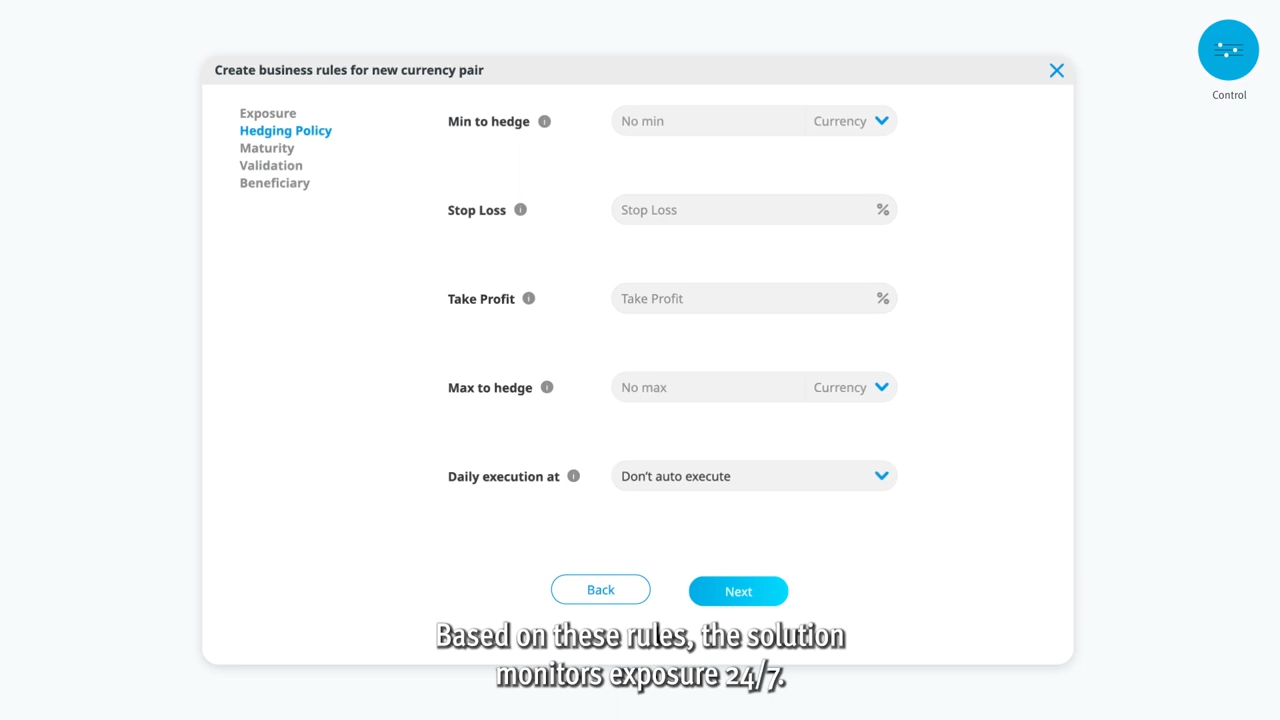 Control
Create business rules for new currency pair
Exposure
Hedging Policy
Maturity
Validation
Beneficiary
Min to hedge
No min
Currency
Stop Loss
Stop Loss
%
Take Profit
Take Profit
%
Max to hedge
No max
Currency
Daily execution at
Don't auto execute
Back
Next
Based on these rules, the solution
monitors exposure 24/7.